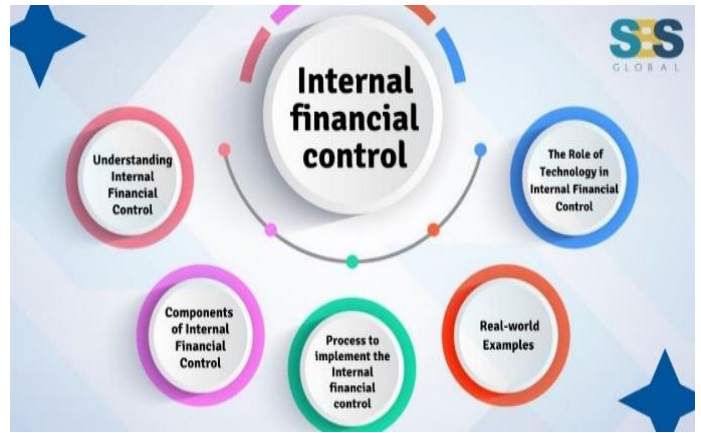 Internal
financial
control
SBS
GLOBAL
Understanding
Internal
Financial
Control
Components
of Internal
Financial
Control
Process to
implement the
Internal
financial
control
Real-world
Examples
The Role of
Technology in
Internal Financial
Control